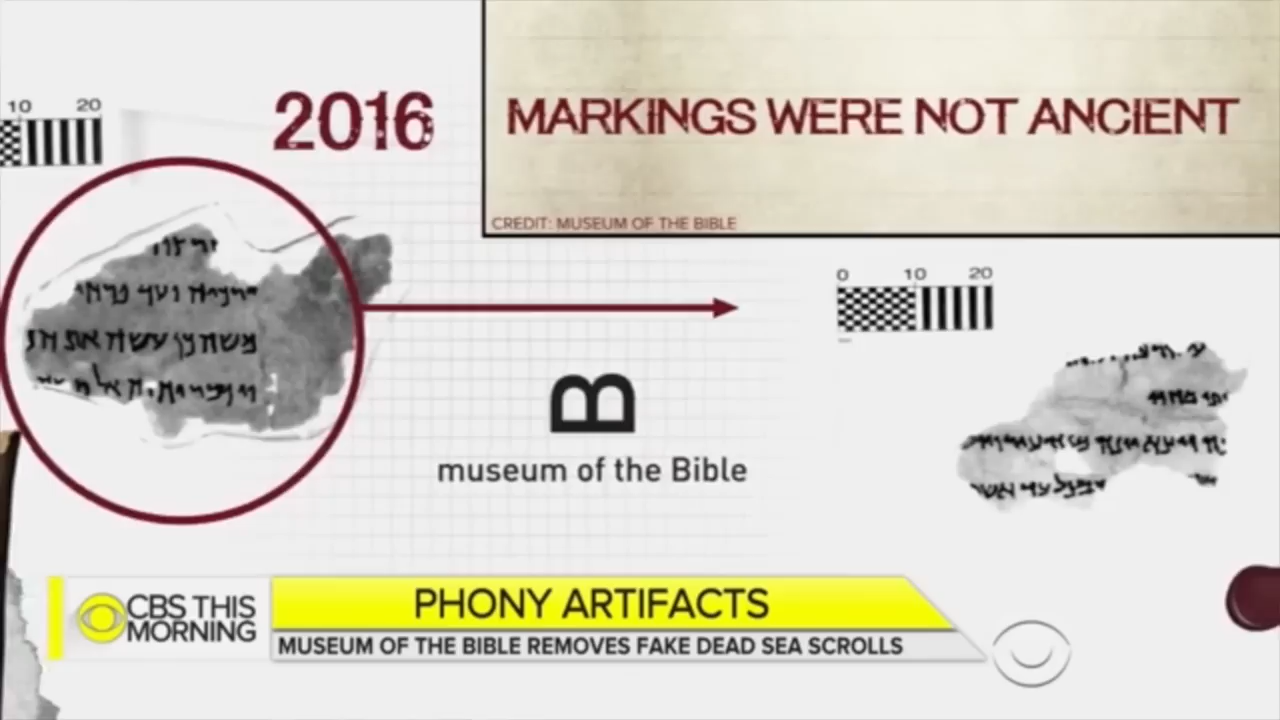 10 20
2016
MARKINGS WERE NOT ANCIENT
CREDIT: MUSEUM OF THE BIBLE
0 10 20
B
museum of the Bible
CBS THIS
MORNING
PHONY ARTIFACTS
MUSEUM OF THE BIBLE REMOVES FAKE DEAD SEA SCROLLS